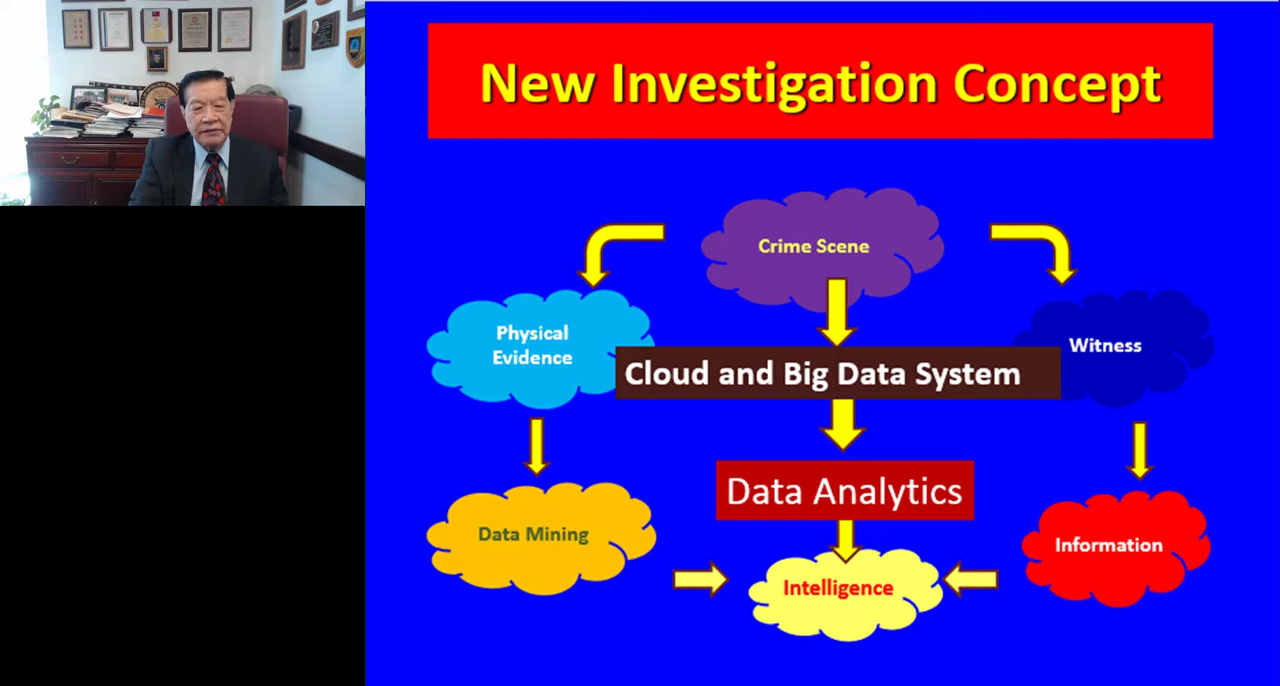 New Investigation Concept
Crime Scene
Physical
Evidence
Witness
Cloud and Big Data System
Data Analytics
Data Mining
Information
Intelligence